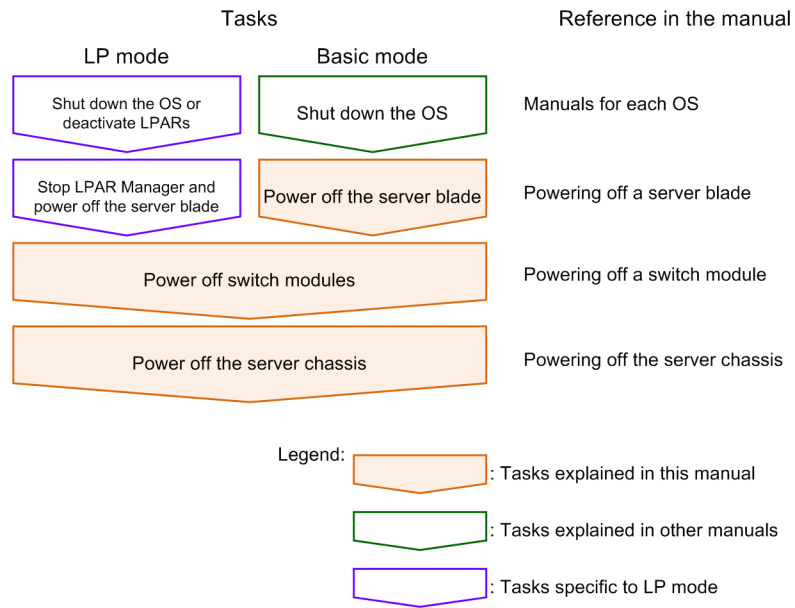 Tasks
Reference in the manual
LP mode
Basic mode
Shut down the OS or
deactivate LPARs
Shut down the OS
Manuals for each OS
Stop LPAR Manager and
power off the server blade
Power off the server blade
Powering off a server blade
Power off switch modules
Powering off a switch module
Power off the server chassis
Powering off the server chassis
Legend:
: Tasks explained in this manual
: Tasks explained in other manuals
: Tasks specific to LP mode